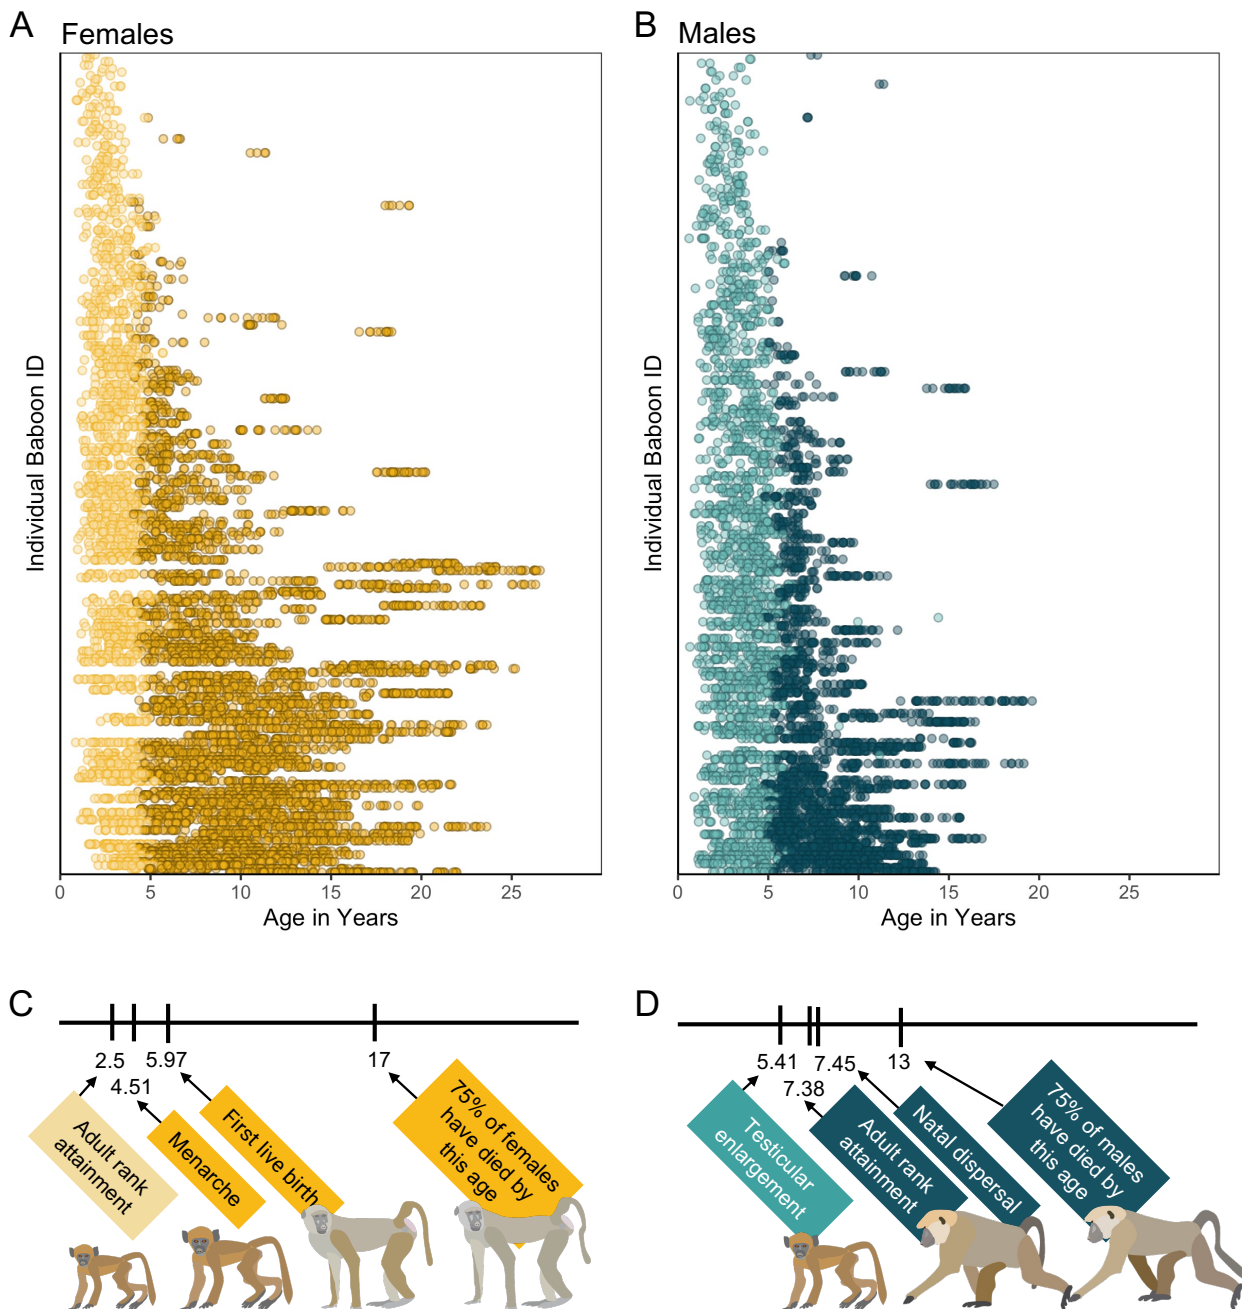 A
Females
Individual Baboon ID
0 5 10 15 20 25
Age in Years
B
Males
Individual Baboon ID
0 5 10 15 20 25
Age in Years
C
2.5 5.97 17
4.51
Adult rank
attainment
Menarche
First live birth
75% of females
have died by
this age
D
5.41 7.45 13
7.38
Testicular
enlargement
Adult rank
attainment
Natal dispersal
75% of males
have died by
this age